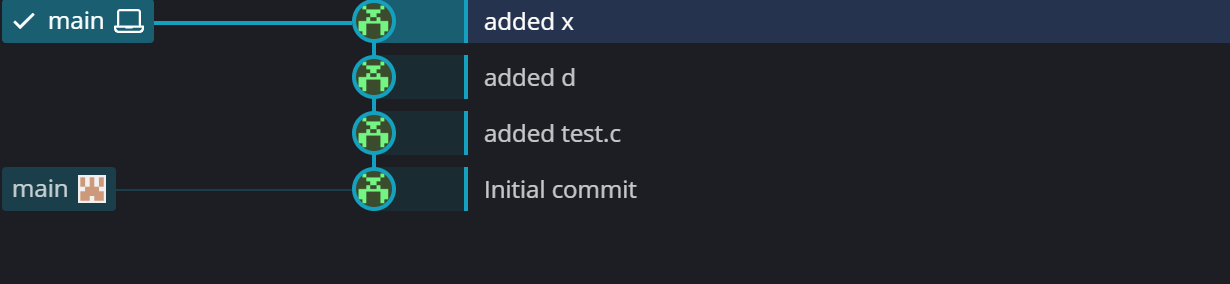 main
added x
added d
added test.c
main
Initial commit